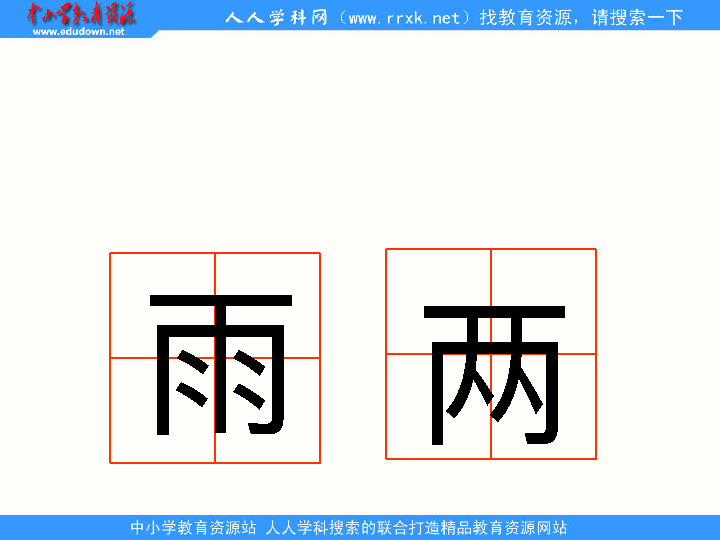 中小学教育资源
www.edudown.net
人人学科网（www.rrxk.net）找教育资源，请搜索一下
雨 两
中小学教育资源站 人人学科搜索的联合打造精品教育资源网站